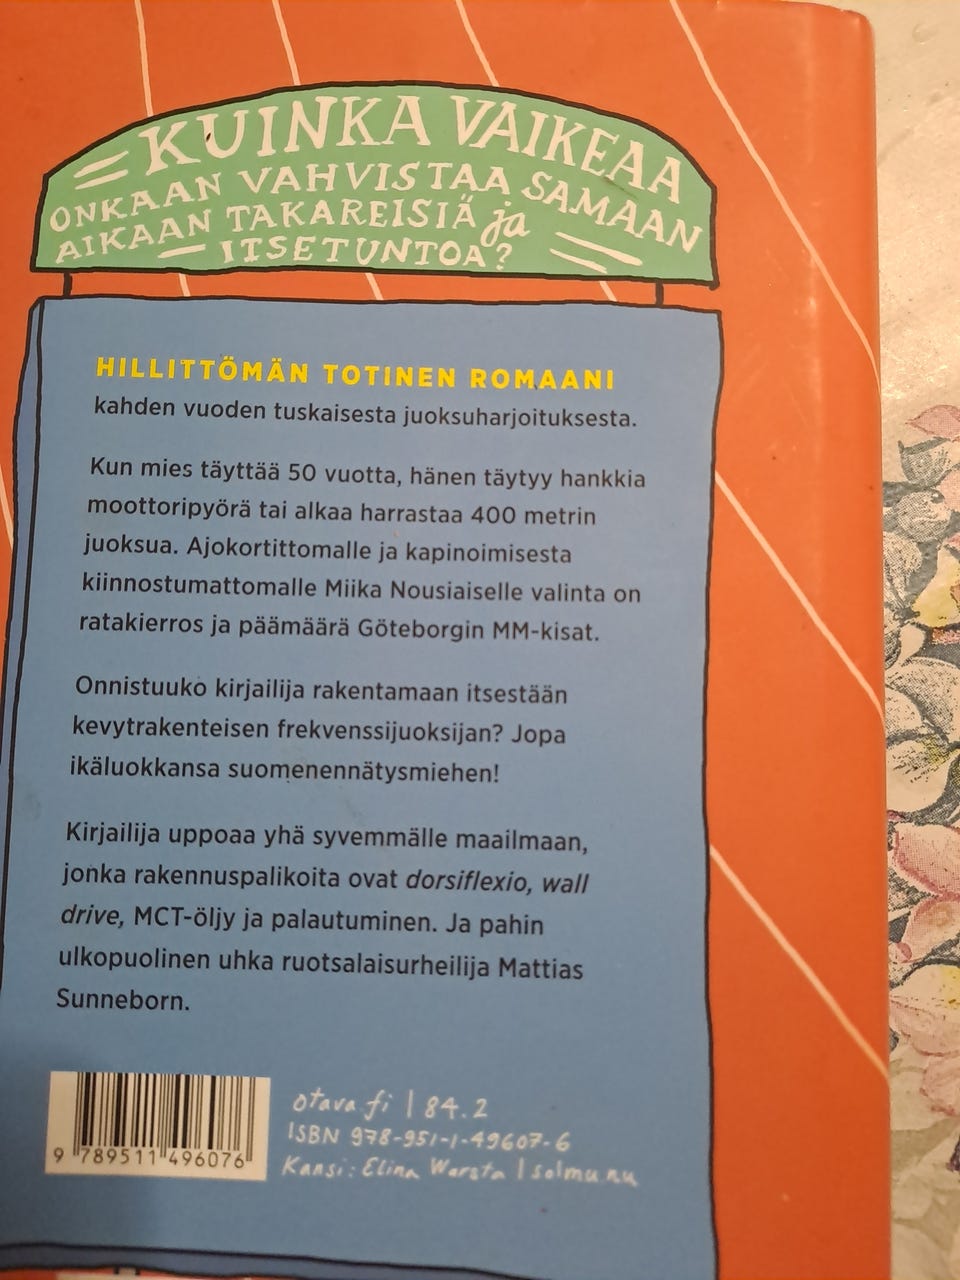 KUINKA VAIKEAA
ONKAAN VAHVISTAA SAMAAN
AIKAAN TAKAREISIÄ ja
ITSETUNTOA?
HILLITTÖMÄN TOTINEN ROMAANI
kahden vuoden tuskaisesta juoksuharjoituksesta.
Kun mies täyttää 50 vuotta, hänen täytyy hankkia
moottoripyörä tai alkaa harrastaa 400 metrin
juoksua. Ajokortittomalle ja kapinoimisesta
kiinnostumattomalle Miika Nousiaiselle valinta on
ratakierros ja päämäärä Göteborgin MM-kisat.
Onnistuuko kirjailija rakentamaan itsestään
kevytrakenteisen frekvenssijuoksijan? Jopa
ikäluokkansa suomenennätysmiehen!
Kirjailija uppoaa yhä syvemmälle maailmaan,
jonka rakennuspalikoita ovat dorsiflexio, wall
drive, MCT-öljy ja palautuminen. Ja pahin
ulkopuolinen uhka ruotsalaisurheilija Mattias
Sunneborn.
otava.fi | 84.2
ISBN 978-951-1-49607-6
Kansi: Elina Warsta | solmu.nu
9 789511 496076